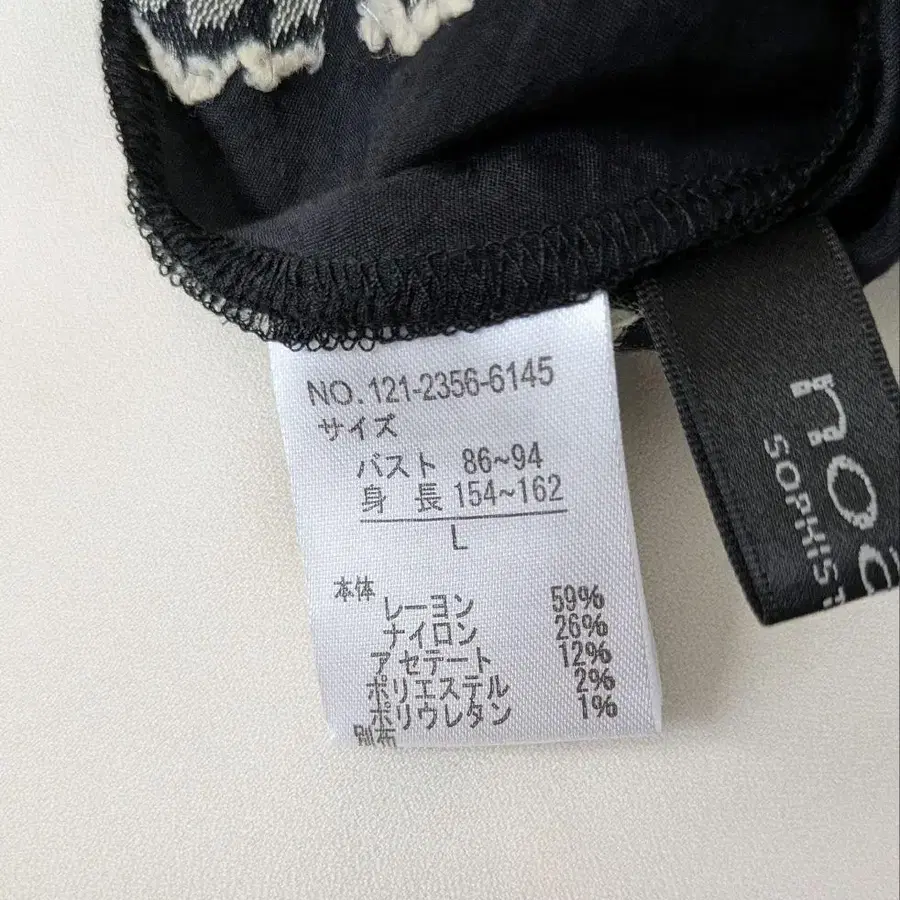 NO. 121-2356-6145
サイズ
バスト 86~94
身 長 154~162
L
本体
レーヨン 59%
ナイロン 26%
アセテート 12%
ポリエステル 2%
ポリウレタン 1%
別布